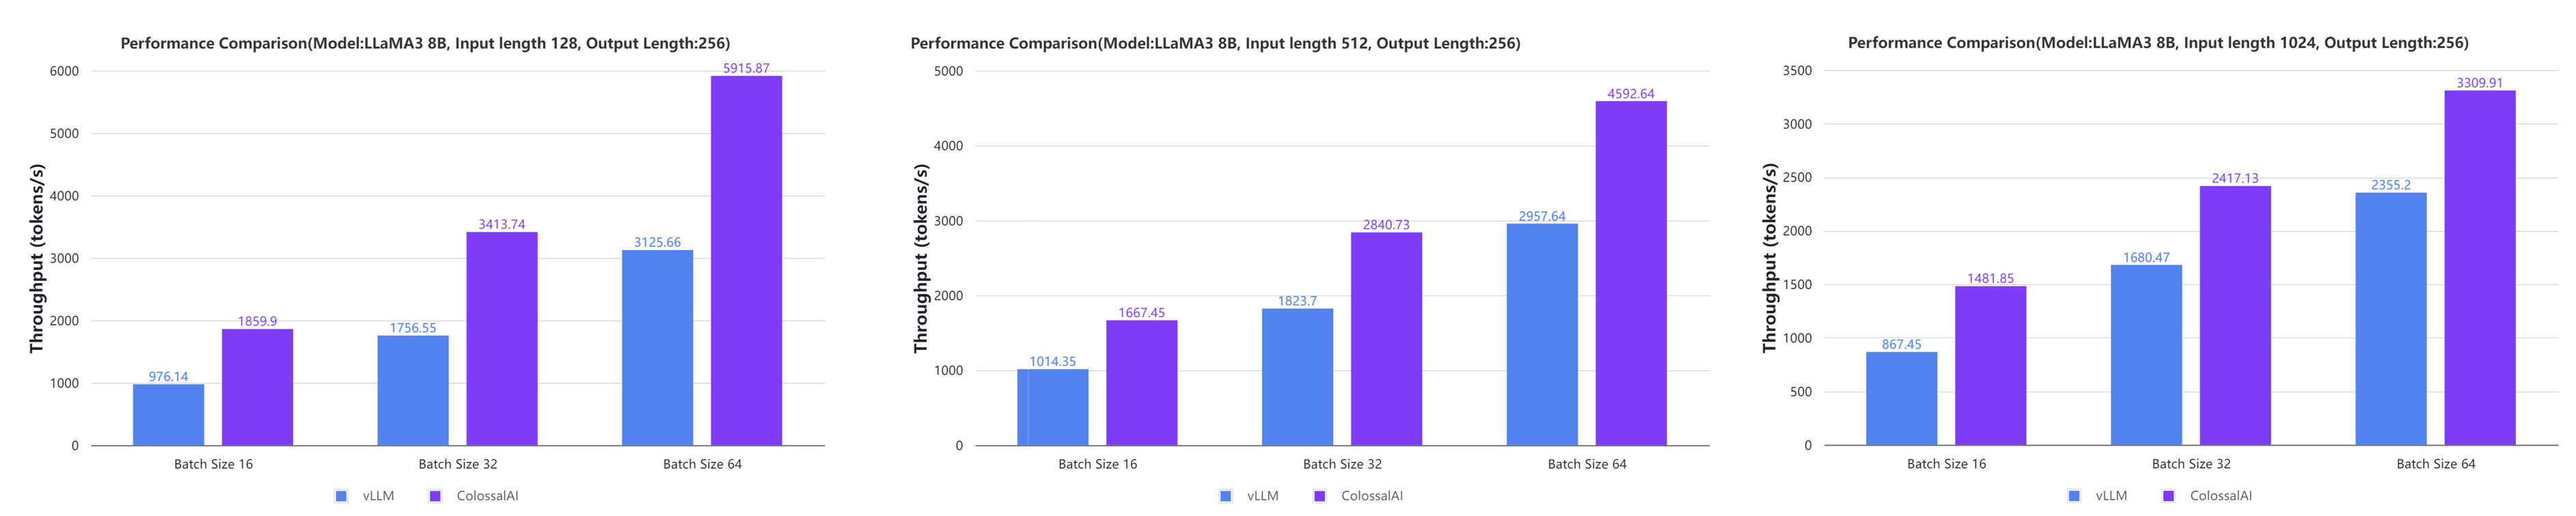 Performance Comparison(Model:LLaMA3 8B, Input length 128, Output Length:256)
Throughput (tokens/s)
6000
5000
4000
3000
2000
1000
0
976.14
1859.9
1756.55
3413.74
3125.66
5915.87
Batch Size 16
Batch Size 32
Batch Size 64
vLLM
ColossalAI
Performance Comparison(Model:LLaMA3 8B, Input length 512, Output Length:256)
Throughput (tokens/s)
5000
4000
3000
2000
1000
0
1014.35
1667.45
1823.7
2840.73
2957.64
4592.64
Batch Size 16
Batch Size 32
Batch Size 64
vLLM
ColossalAI
Performance Comparison(Model:LLaMA3 8B, Input length 1024, Output Length:256)
Throughput (tokens/s)
3500
3000
2500
2000
1500
1000
500
0
867.45
1481.85
1680.47
2417.13
2355.2
3309.91
Batch Size 16
Batch Size 32
Batch Size 64
vLLM
ColossalAI